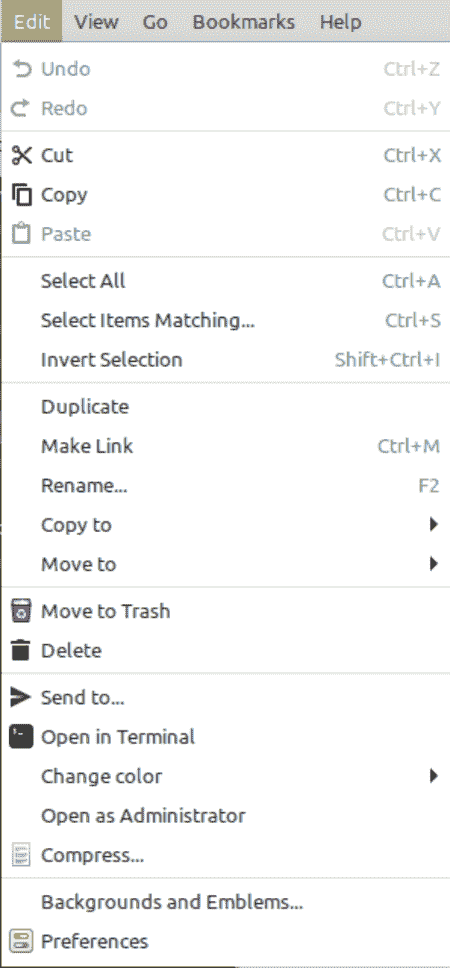 Edit View Go Bookmarks Help
Undo Ctrl+Z
Redo Ctrl+Y
Cut Ctrl+X
Copy Ctrl+C
Paste Ctrl+V
Select All Ctrl+A
Select Items Matching... Ctrl+S
Invert Selection Shift+Ctrl+I
Duplicate
Make Link Ctrl+M
Rename... F2
Copy to
Move to
Move to Trash
Delete
Send to...
Open in Terminal
Change color
Open as Administrator
Compress...
Backgrounds and Emblems...
Preferences